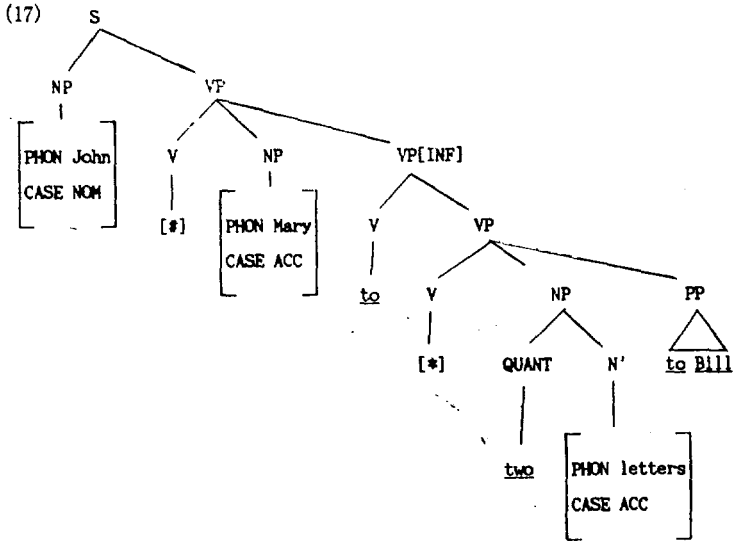 (17) S
NP VP
PHON John V NP VP[INF]
CASE NOM [#] PHON Mary V VP
CASE ACC to V NP PP
[*] QUANT N' to Bill
two PHON letters
CASE ACC